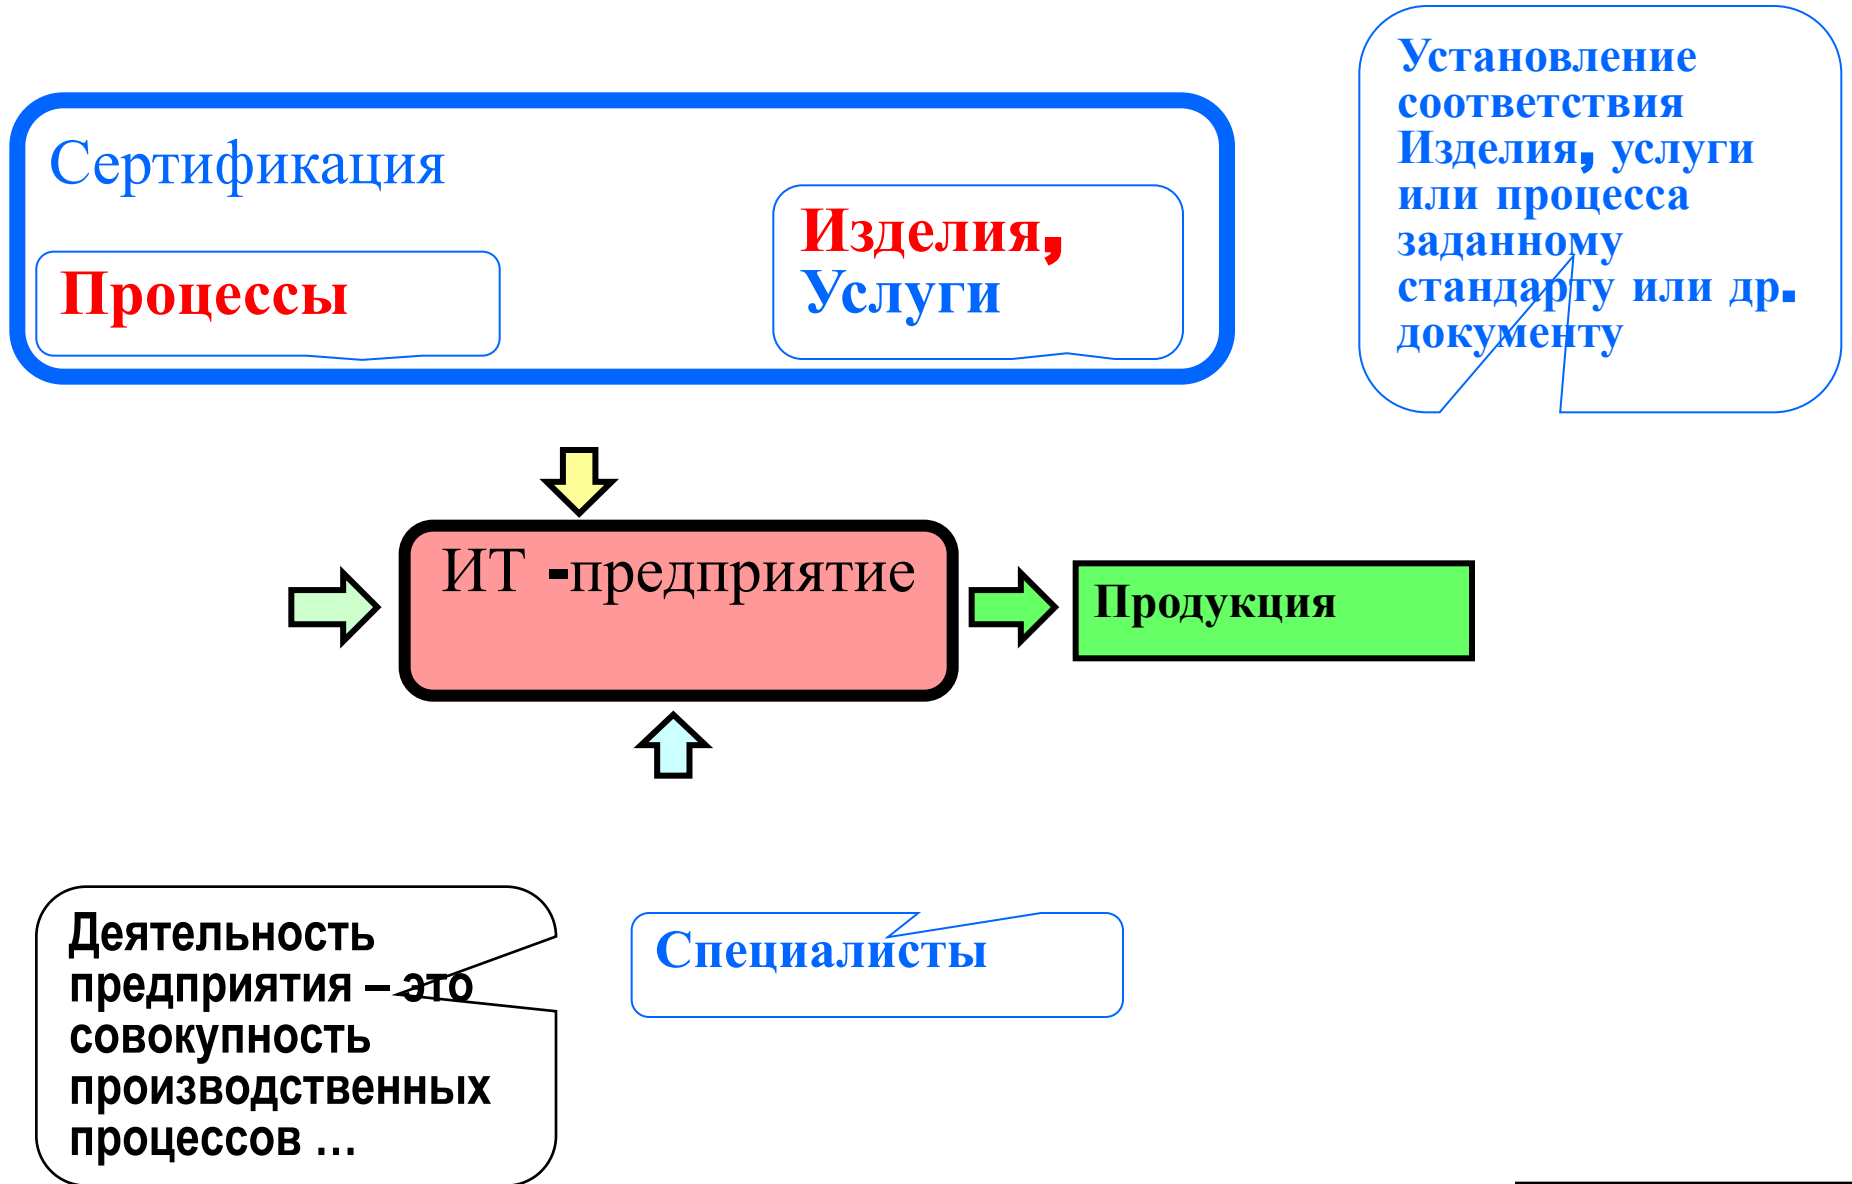 Установление
соответствия
Изделия, услуги
или процесса
заданному
стандарту или др.
документу
Сертификация
Изделия,
Услуги
Процессы
ИТ -предприятие
Продукция
Деятельность
предприятия – это
совокупность
производственных
процессов ...
Специалисты